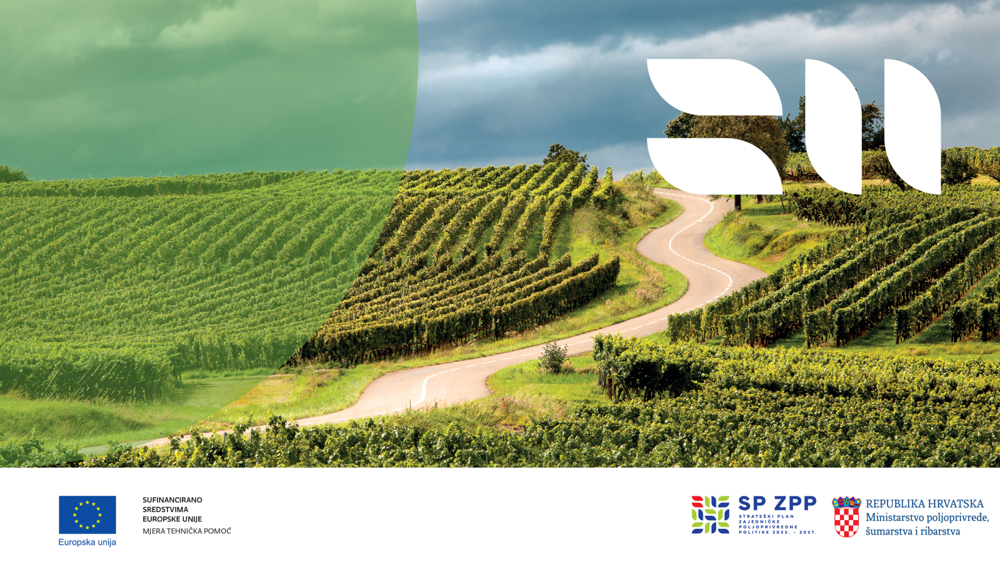 Europska unija
SUFINANCIRANO
SREDSTVIMA
EUROPSKE UNIJE
MJERA TEHNIČKA POMOĆ
SP ZPP
STRATEŠKI PLAN
ZAJEDNIČKE
POLJOPRIVREDNE
POLITIKE 2023. - 2027.
REPUBLIKA HRVATSKA
Ministarstvo poljoprivrede,
šumarstva i ribarstva